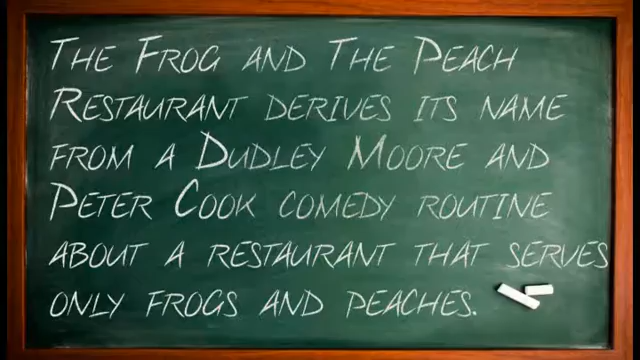 The Frog and The Peach
Restaurant derives its name
from a Dudley Moore and
Peter Cook comedy routine
about a restaurant that serves
only frogs and peaches.